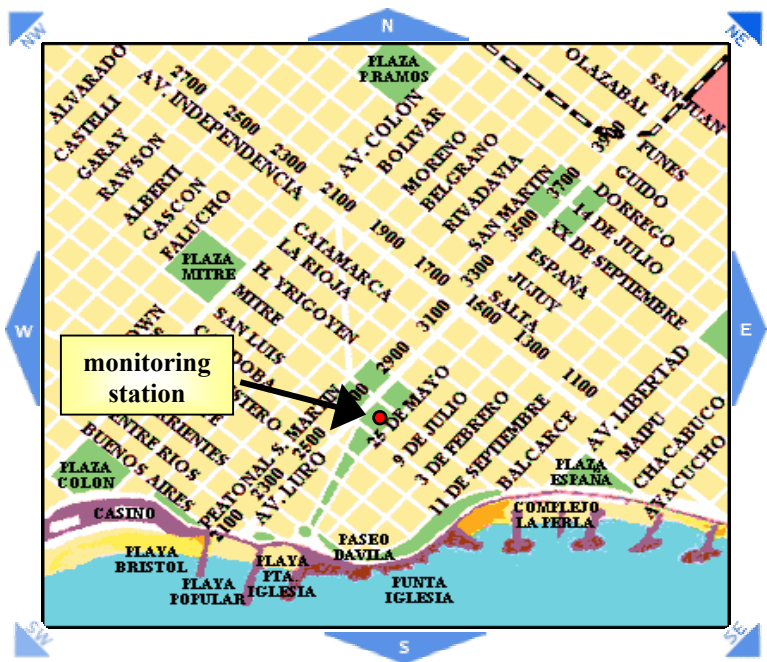 N
NW
NE
PLAZA
P.RAMOS
OLAZABAL
SAN JUAN
ALVARADO
CASTELLI
GARAY
RAWSON
ALBERTI
GASCON
FALUCHO
2700
AV. INDEPENDENCIA
2500
2300
2100
1900
1700
1500
1300
1100
AV. COLON
BOLIVAR
MORENO
BELGRANO
RIVADAVIA
SAN MARTIN
3900
3700
3500
3300
3100
2900
FUNES
GUIDO
DORREGO
14 DE JULIO
XX DE SEPTIEMBRE
ESPAÑA
JUJUY
SALTA
CATAMARCA
LA RIOJA
H. YRIGOYEN
MITRE
SAN LUIS
PLAZA
MITRE
W
E
monitoring
station
ENTRE RIOS
BUENOS AIRES
PEATONAL S. MARTIN
2500
2300
2100
AV. LURO
25 DE MAYO
9 DE JULIO
3 DE FEBRERO
11 DE SEPTIEMBRE
BALCARCE
AV. LIBERTAD
MAIPU
CHACABUCO
AYACUCHO
PLAZA
COLON
PLAZA
ESPAÑA
CASINO
COMPLEJO
LA PERLA
PASEO
DAVILA
PLAYA
BRISTOL
PLAYA
POPULAR
PLAYA
PTA.
IGLESIA
PUNTA
IGLESIA
SW
S
SE